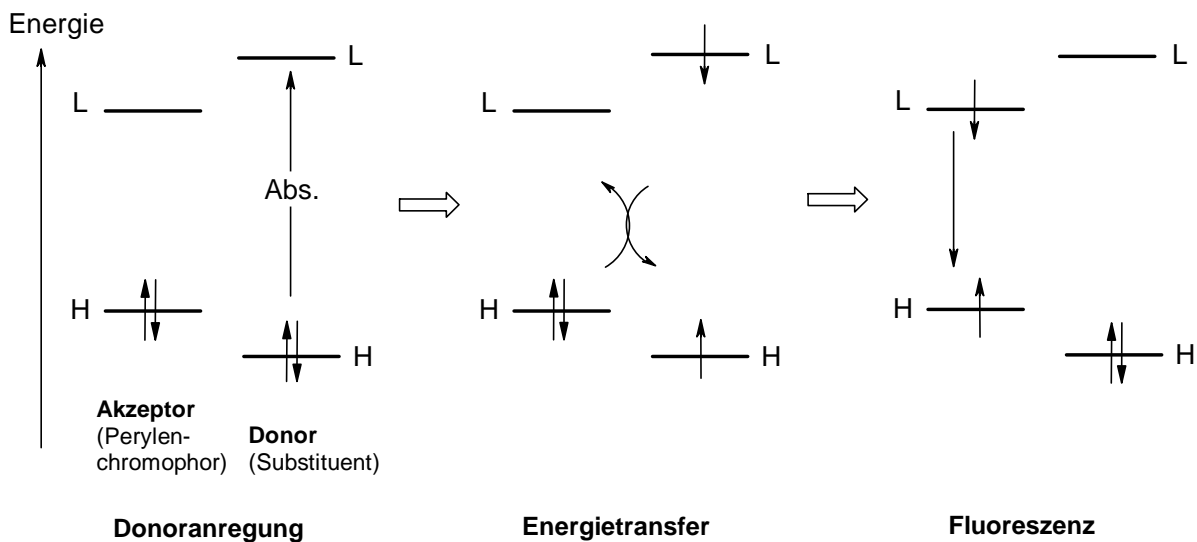 Energie
L
L
Abs.
H
H
Akzeptor
(Perylen-
chromophor)
Donor
(Substituent)
Donoranregung
L
L
H
H
Energietransfer
L
L
H
H
Fluoreszenz